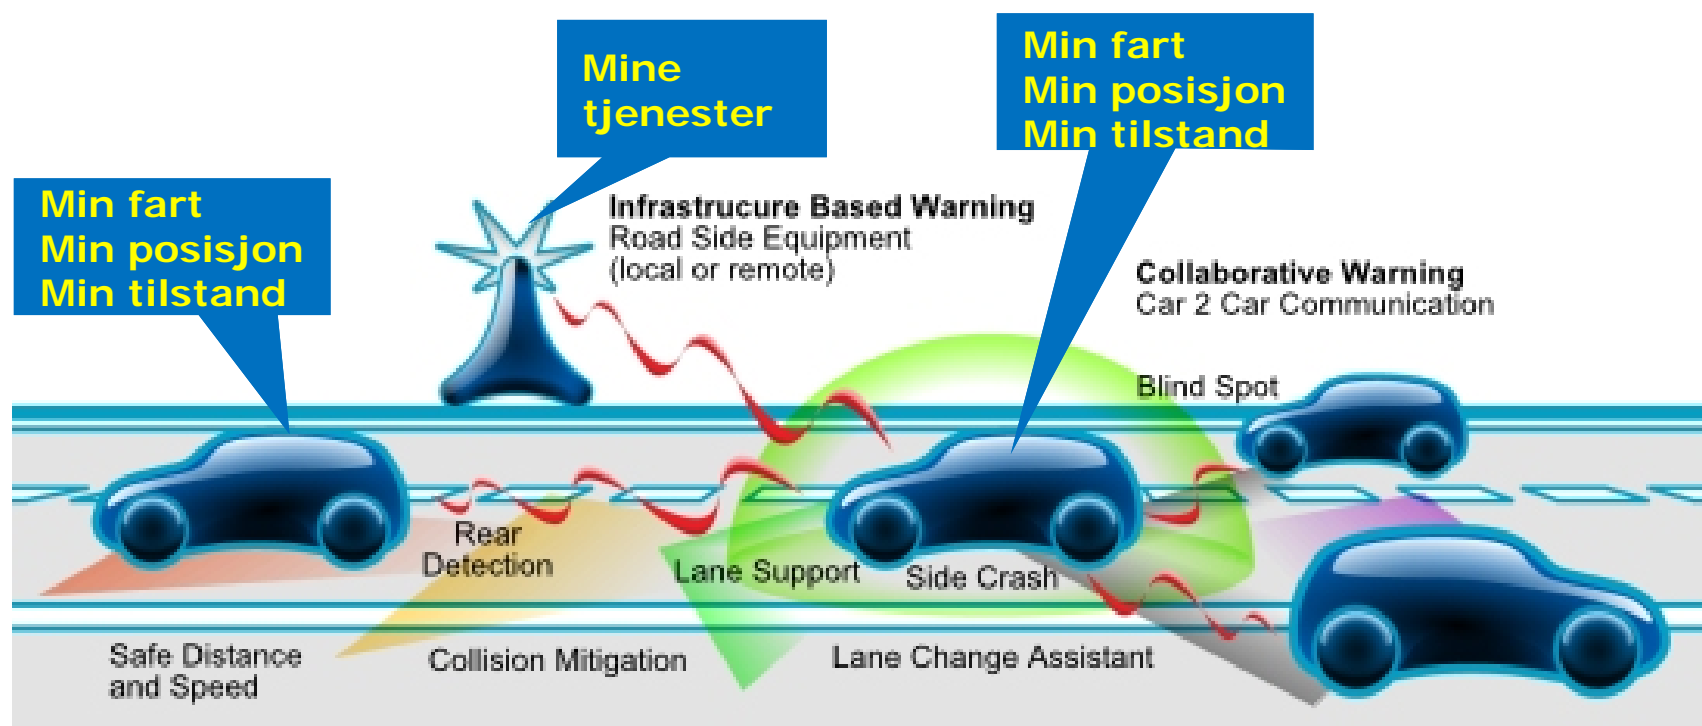 Mine
tjenester
Min fart
Min posisjon
Min tilstand
Min fart
Min posisjon
Min tilstand
Infrastrucure Based Warning
Road Side Equipment
(local or remote)
Collaborative Warning
Car 2 Car Communication
Blind Spot
Rear
Detection
Lane Support
Side Crash
Safe Distance
and Speed
Collision Mitigation
Lane Change Assistant